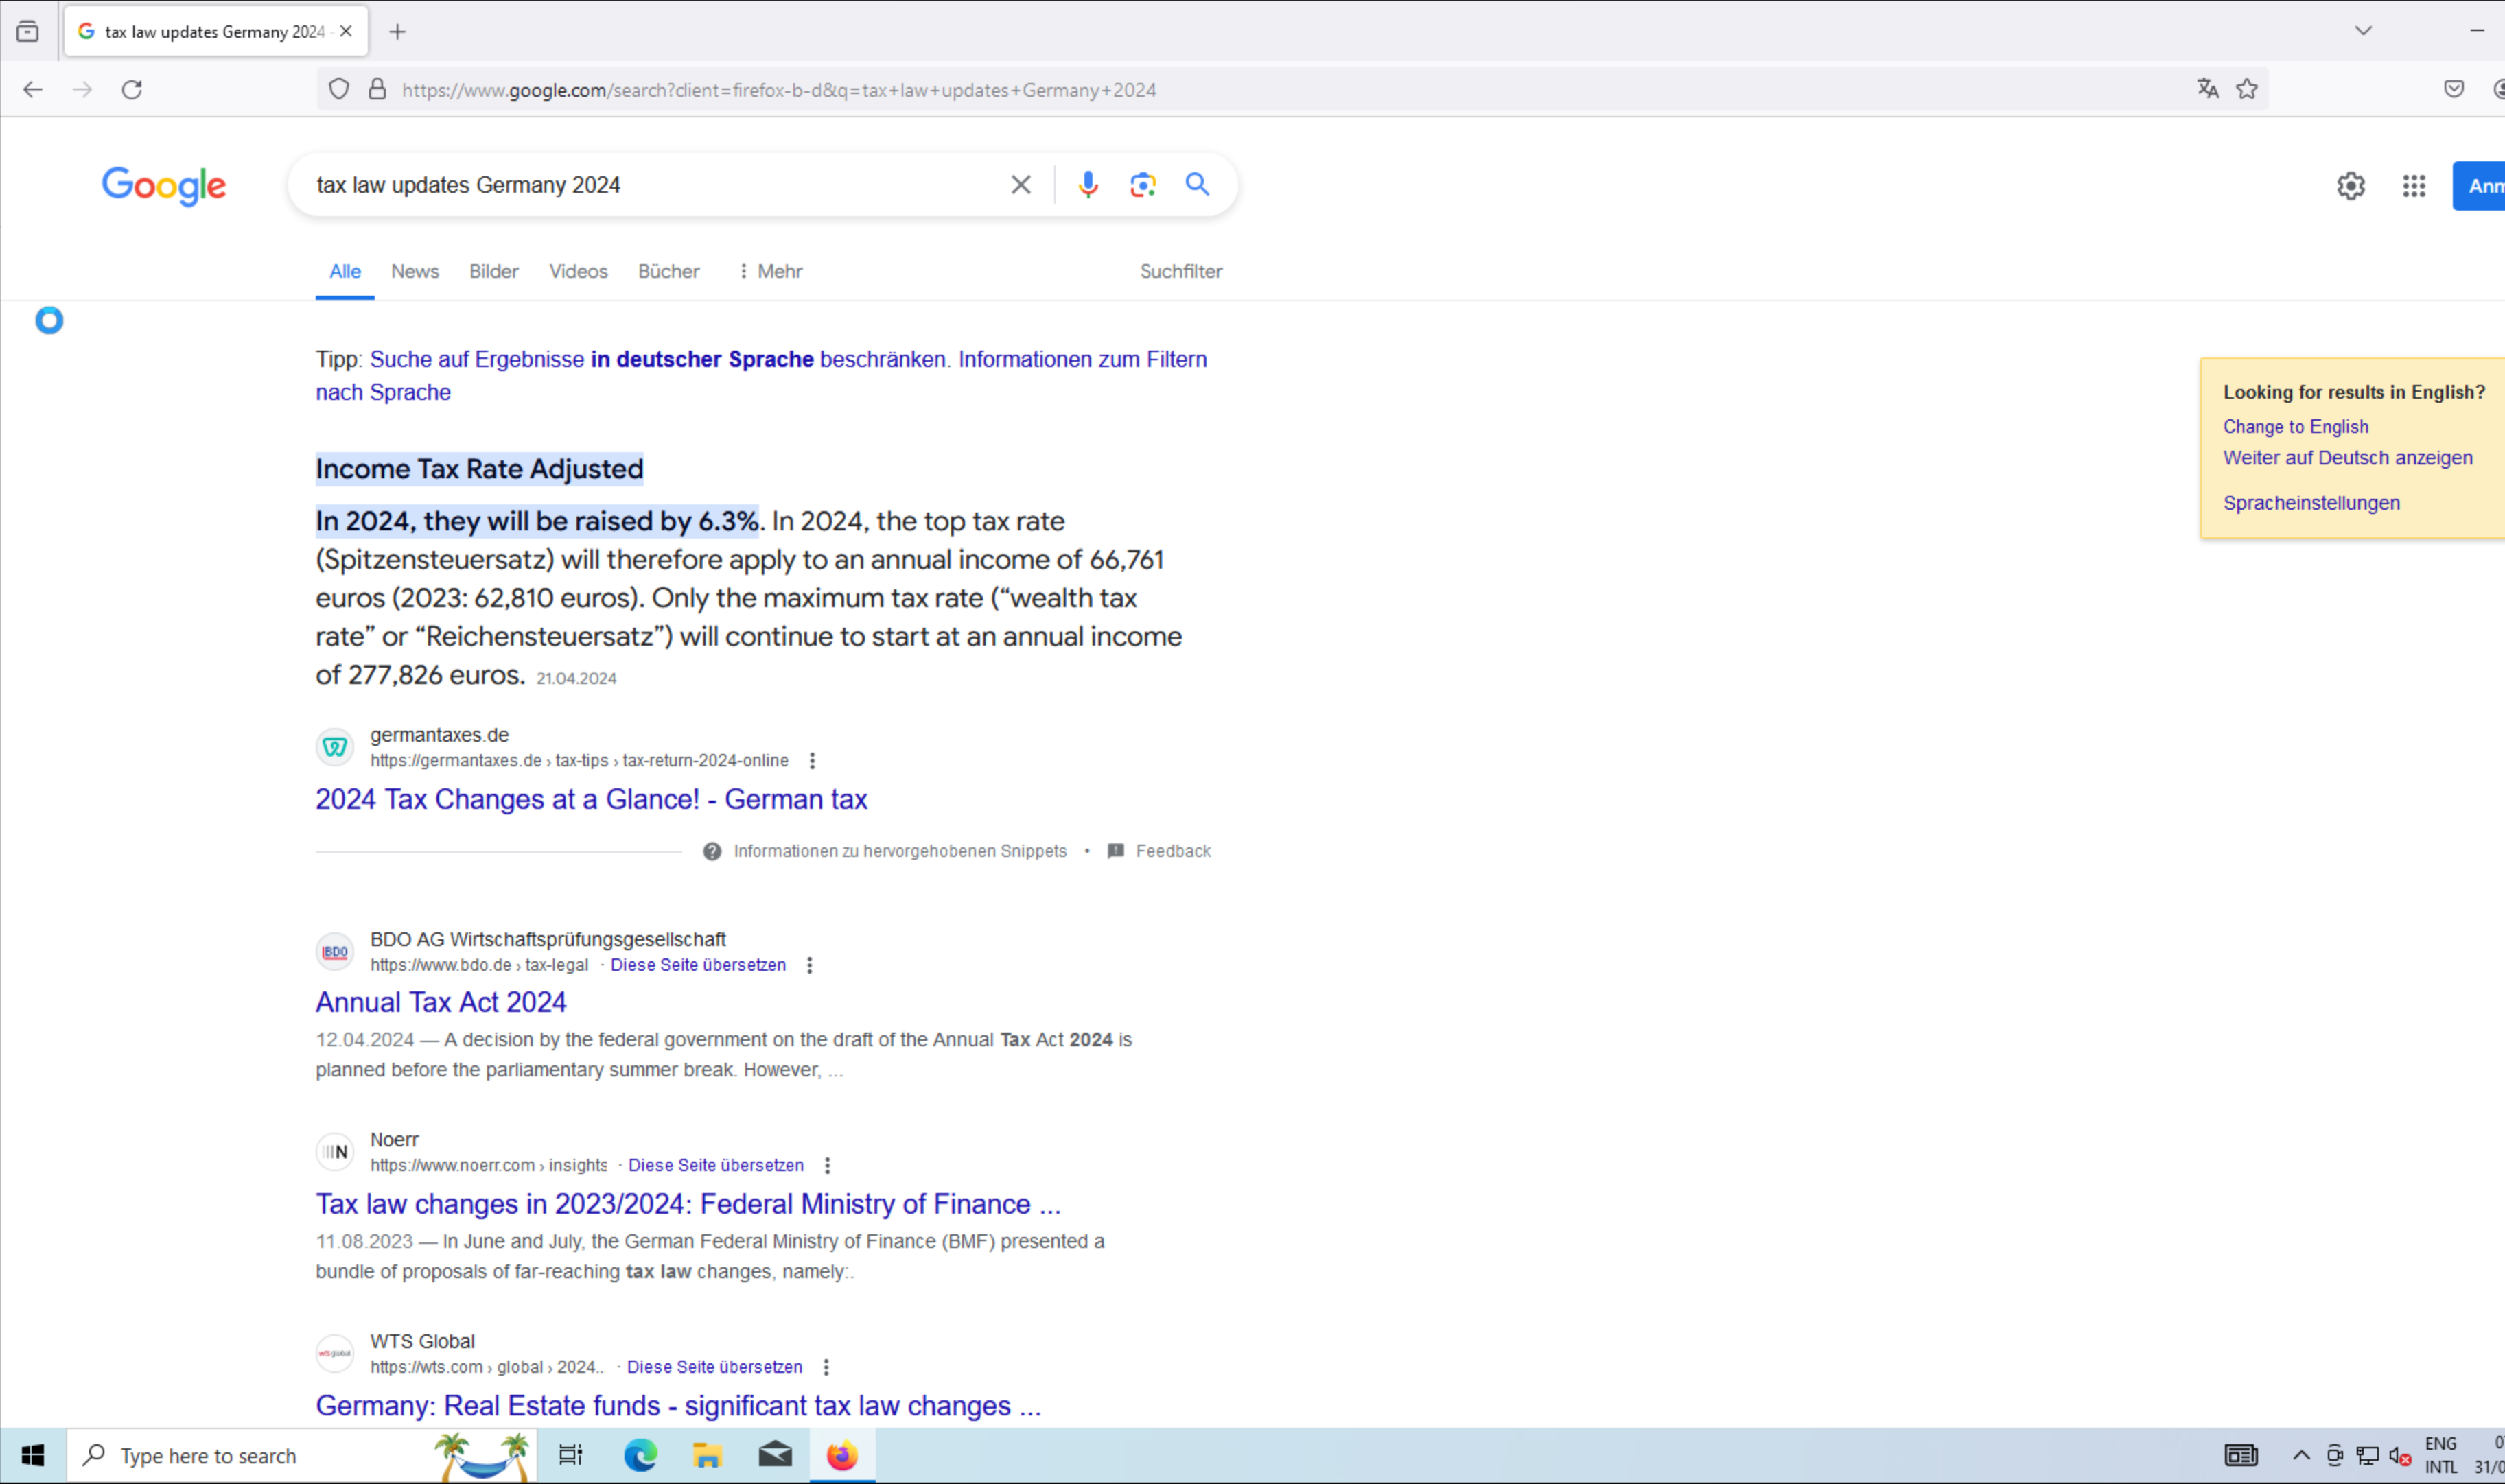 tax law updates Germany 2024
https://www.google.com/search?client=firefox-b-d&q=tax+law+updates+Germany+2024
Google
tax law updates Germany 2024
Alle News Bilder Videos Bücher Mehr Suchfilter
Tipp: Suche auf Ergebnisse in deutscher Sprache beschränken. Informationen zum Filtern
nach Sprache
Looking for results in English?
Change to English
Weiter auf Deutsch anzeigen
Spracheinstellungen
Income Tax Rate Adjusted
In 2024, they will be raised by 6.3%. In 2024, the top tax rate
(Spitzensteuersatz) will therefore apply to an annual income of 66,761
euros (2023: 62,810 euros). Only the maximum tax rate (“wealth tax
rate” or “Reichensteuersatz”) will continue to start at an annual income
of 277,826 euros. 21.04.2024
germantaxes.de
https://germantaxes.de › tax-tips › tax-return-2024-online
2024 Tax Changes at a Glance! - German tax
Informationen zu hervorgehobenen Snippets • Feedback
BDO
BDO AG Wirtschaftsprüfungsgesellschaft
https://www.bdo.de › tax-legal · Diese Seite übersetzen
Annual Tax Act 2024
12.04.2024 — A decision by the federal government on the draft of the Annual Tax Act 2024 is
planned before the parliamentary summer break. However, ...
N
Noerr
https://www.noerr.com › insights · Diese Seite übersetzen
Tax law changes in 2023/2024: Federal Ministry of Finance ...
11.08.2023 — In June and July, the German Federal Ministry of Finance (BMF) presented a
bundle of proposals of far-reaching tax law changes, namely:.
wts global
WTS Global
https://wts.com › global › 2024.. · Diese Seite übersetzen
Germany: Real Estate funds - significant tax law changes ...
Type here to search
ENG
INTL